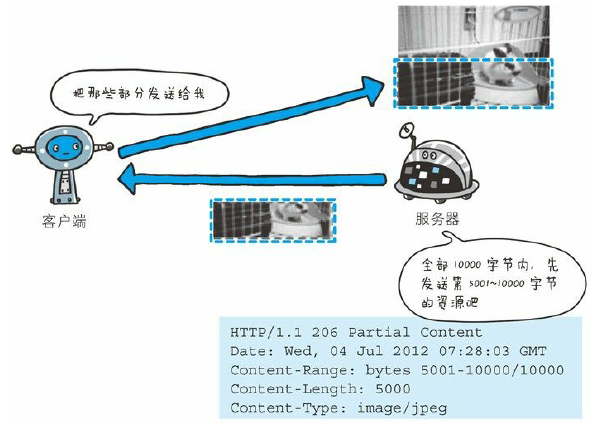 把那些部分发送给我
客户端
服务器
全部 10000 字节内，先
发送第 5001~10000 字节
的资源吧
HTTP/1.1 206 Partial Content
Date: Wed, 04 Jul 2012 07:28:03 GMT
Content-Range: bytes 5001-10000/10000
Content-Length: 5000
Content-Type: image/jpeg